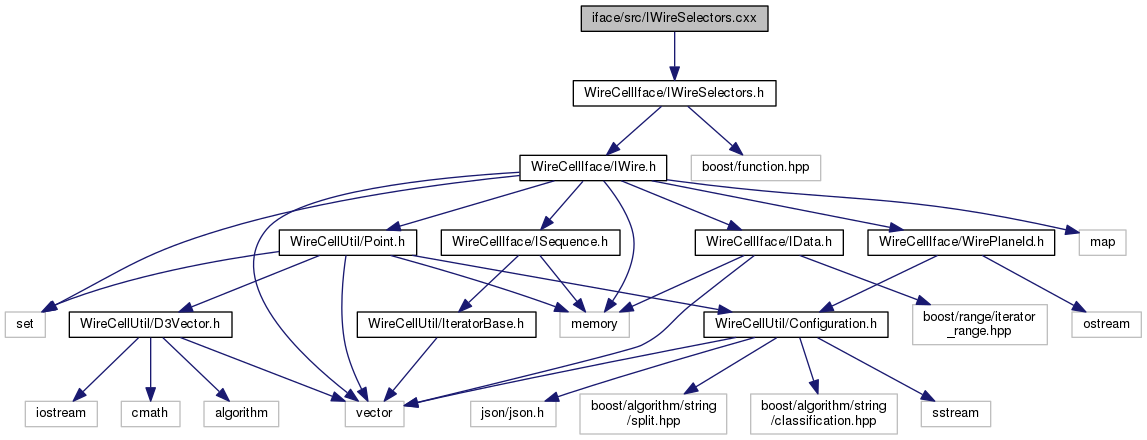 iface/src/IWireSelectors.cxx
WireCellIface/IWireSelectors.h
WireCellIface/IWire.h
boost/function.hpp
WireCellUtil/Point.h
WireCellIface/ISequence.h
WireCellIface/IData.h
WireCellIface/WirePlaneId.h
map
set
WireCellUtil/D3Vector.h
WireCellUtil/IteratorBase.h
memory
WireCellUtil/Configuration.h
boost/range/iterator
_range.hpp
ostream
iostream
cmath
algorithm
vector
json/json.h
boost/algorithm/string
/split.hpp
boost/algorithm/string
/classification.hpp
sstream